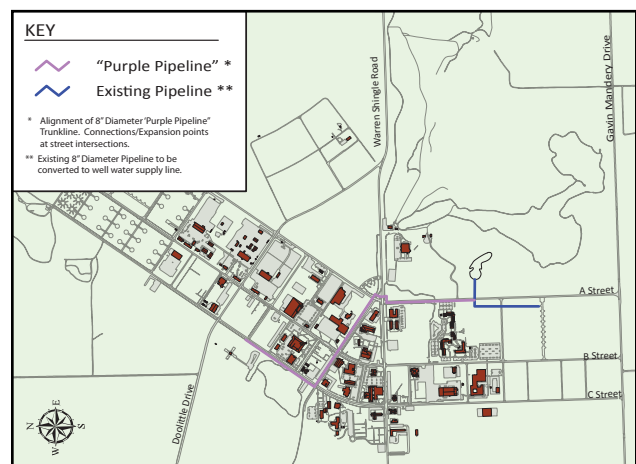 KEY
“Purple Pipeline” *
Existing Pipeline **
* Alignment of 8” Diameter ‘Purple Pipeline”
Trunkline. Connections/Expansion points
at street intersections.
** Existing 8” Diameter Pipeline to be
converted to well water supply line.
Warren Shingle Road
Gavin Mandery Drive
A Street
B Street
C Street
Doolittle Drive
N
E
S
W